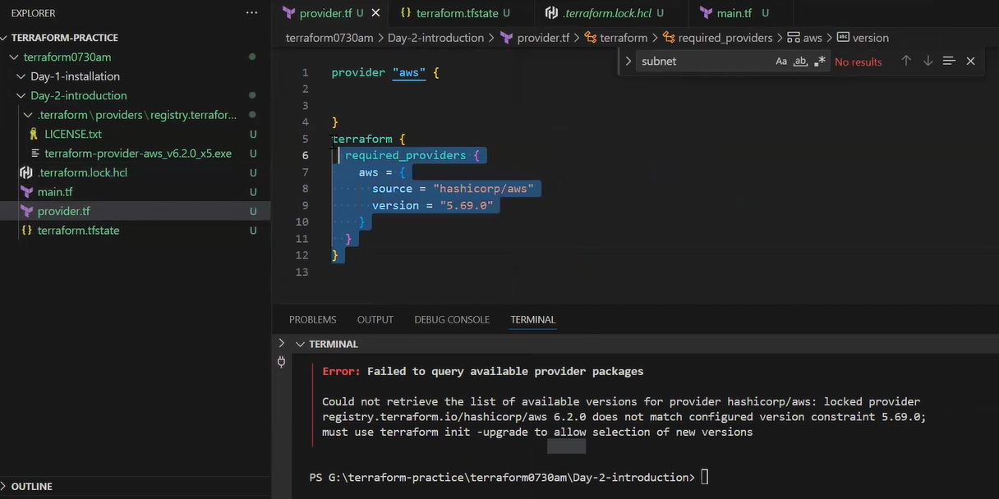 EXPLORER
provider.tf U
terraform.tfstate U
.terraform.lock.hcl U
main.tf U
TERRAFORM-PRACTICE
terraform0730am
Day-1-installation
Day-2-introduction
.terraform\providers\registry.terrafor...
LICENSE.txt U
terraform-provider-aws_v6.2.0_x5.exe U
.terraform.lock.hcl U
main.tf U
provider.tf U
terraform.tfstate U
OUTLINE
terraform0730am > Day-2-introduction > provider.tf > terraform > required_providers > aws > version
subnet Aa ab No results
1 provider "aws" {
2
3
4 }
5 terraform {
6 required_providers {
7 aws = {
8 source = "hashicorp/aws"
9 version = "5.69.0"
10 }
11 }
12 }
13
PROBLEMS OUTPUT DEBUG CONSOLE TERMINAL
TERMINAL
Error: Failed to query available provider packages
Could not retrieve the list of available versions for provider hashicorp/aws: locked provider
registry.terraform.io/hashicorp/aws 6.2.0 does not match configured version constraint 5.69.0;
must use terraform init -upgrade to allow selection of new versions
PS G:\terraform-practice\terraform0730am\Day-2-introduction>